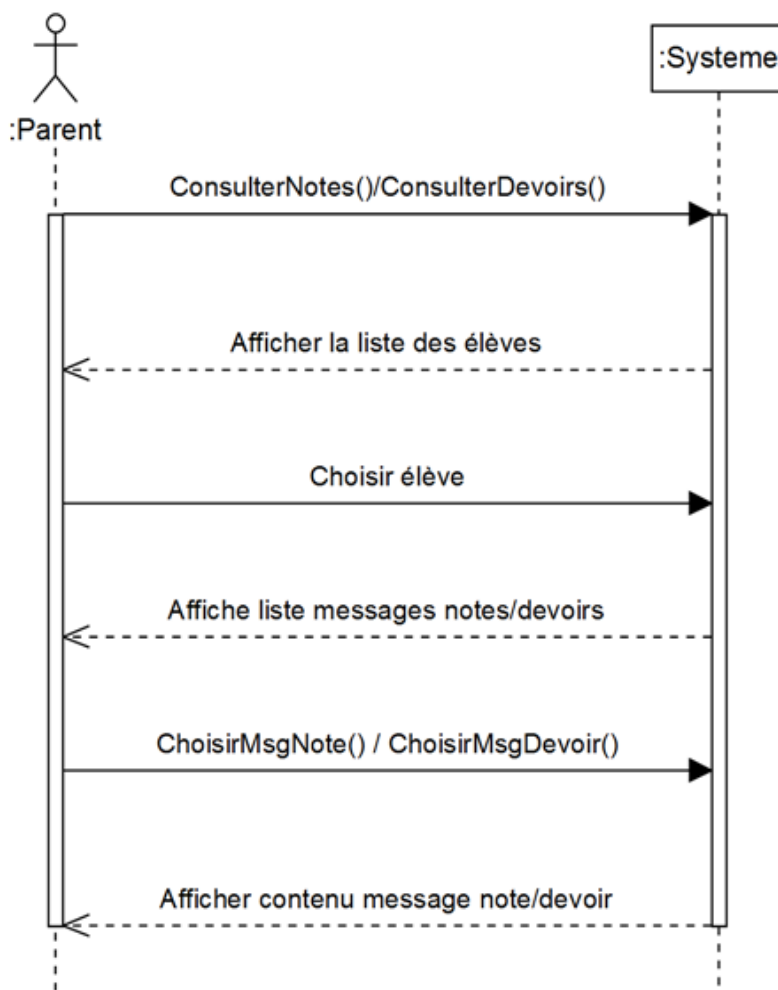 :Systeme
:Parent
ConsulterNotes()/ConsulterDevoirs()
Afficher la liste des élèves
Choisir élève
Affiche liste messages notes/devoirs
ChoisirMsgNote() / ChoisirMsgDevoir()
Afficher contenu message note/devoir